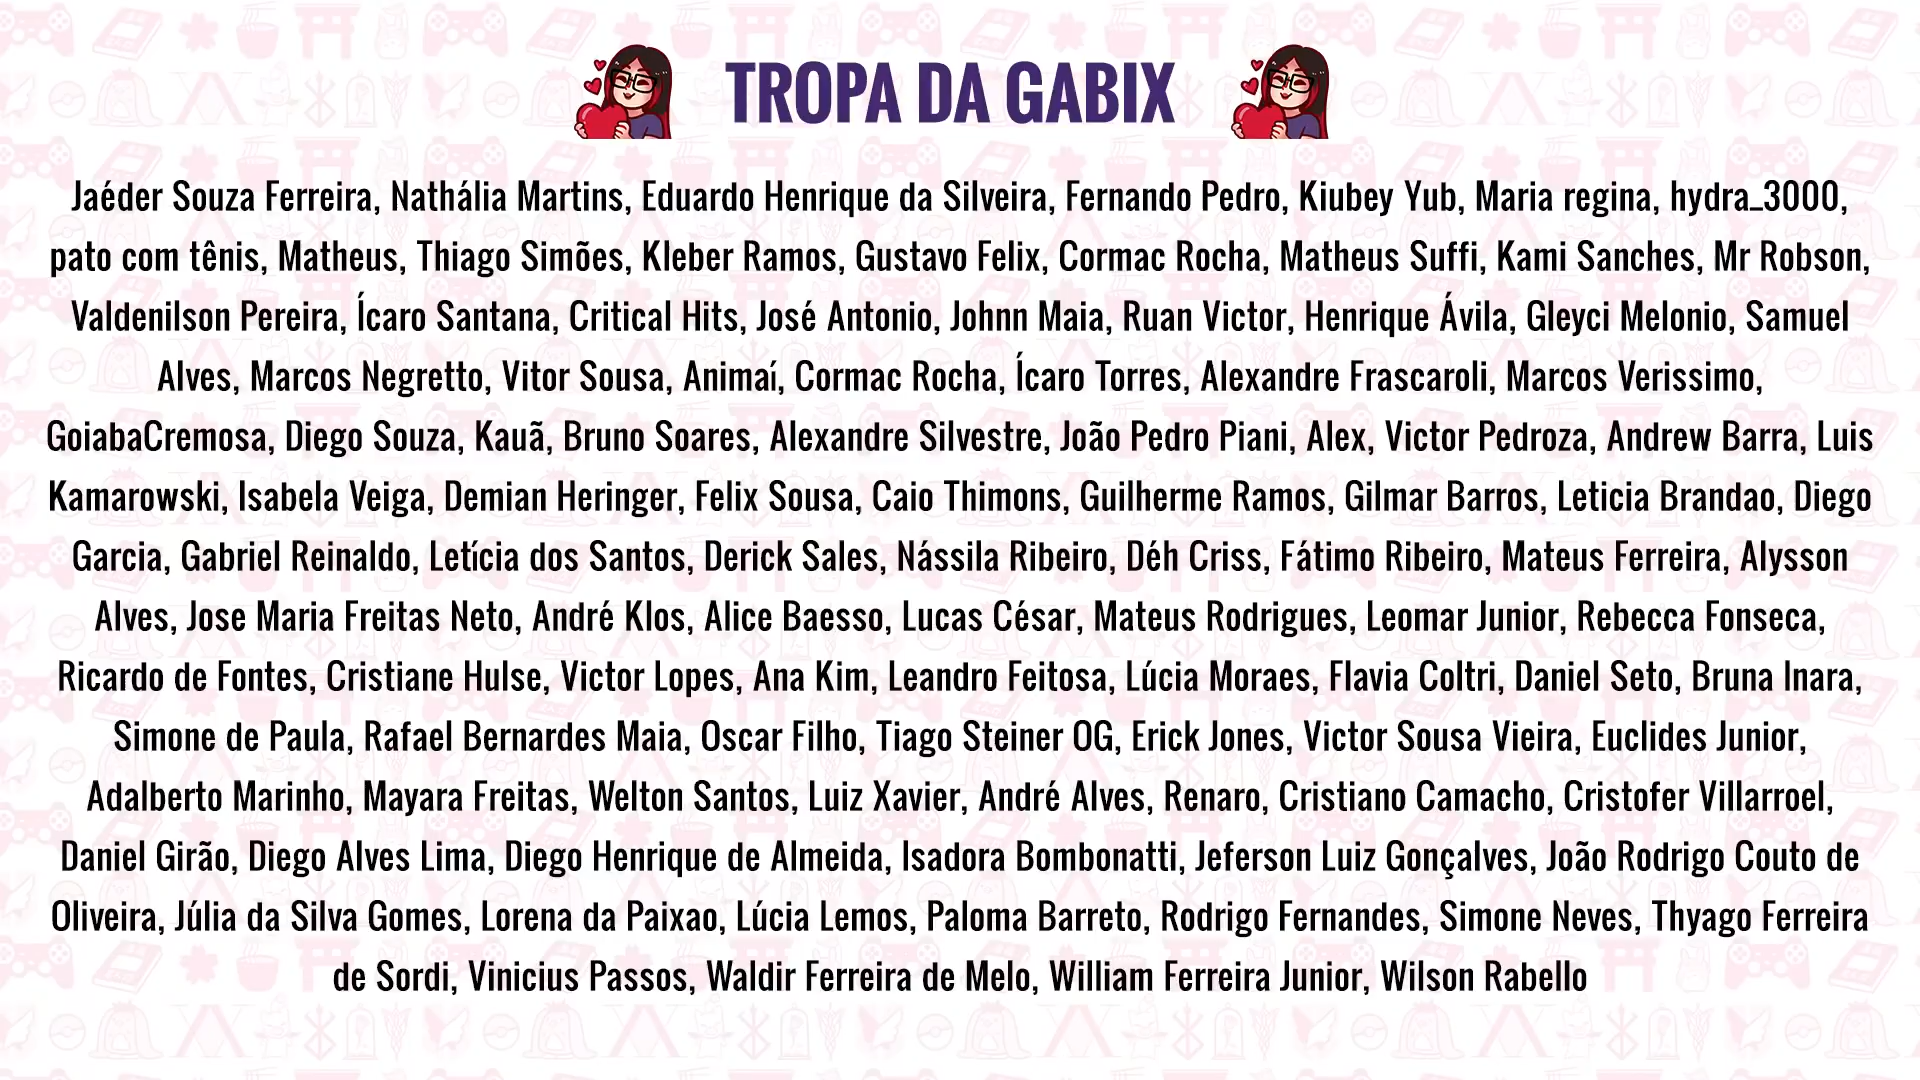 TROPA DA GABIX
Jaéder Souza Ferreira, Nathália Martins, Eduardo Henrique da Silveira, Fernando Pedro, Kiubey Yub, Maria regina, hydra_3000,
pato com tênis, Matheus, Thiago Simões, Kleber Ramos, Gustavo Felix, Cormac Rocha, Matheus Suffi, Kami Sanches, Mr Robson,
Valdenilson Pereira, Ícaro Santana, Critical Hits, José Antonio, Johnn Maia, Ruan Victor, Henrique Ávila, Gleyci Melonio, Samuel
Alves, Marcos Negretto, Vitor Sousa, Animaí, Cormac Rocha, Ícaro Torres, Alexandre Frascaroli, Marcos Verissimo,
GoiabaCremosa, Diego Souza, Kauã, Bruno Soares, Alexandre Silvestre, João Pedro Piani, Alex, Victor Pedroza, Andrew Barra, Luis
Kamarowski, Isabela Veiga, Demian Heringer, Felix Sousa, Caio Thimons, Guilherme Ramos, Gilmar Barros, Leticia Brandao, Diego
Garcia, Gabriel Reinaldo, Letícia dos Santos, Derick Sales, Nássila Ribeiro, Déh Criss, Fátimo Ribeiro, Mateus Ferreira, Alysson
Alves, Jose Maria Freitas Neto, André Klos, Alice Baesso, Lucas César, Mateus Rodrigues, Leomar Junior, Rebecca Fonseca,
Ricardo de Fontes, Cristiane Hulse, Victor Lopes, Ana Kim, Leandro Feitosa, Lúcia Moraes, Flavia Coltri, Daniel Seto, Bruna Inara,
Simone de Paula, Rafael Bernardes Maia, Oscar Filho, Tiago Steiner OG, Erick Jones, Victor Sousa Vieira, Euclides Junior,
Adalberto Marinho, Mayara Freitas, Welton Santos, Luiz Xavier, André Alves, Renaro, Cristiano Camacho, Cristofer Villarroel,
Daniel Girão, Diego Alves Lima, Diego Henrique de Almeida, Isadora Bombonatti, Jeferson Luiz Gonçalves, João Rodrigo Couto de
Oliveira, Júlia da Silva Gomes, Lorena da Paixao, Lúcia Lemos, Paloma Barreto, Rodrigo Fernandes, Simone Neves, Thyago Ferreira
de Sordi, Vinicius Passos, Waldir Ferreira de Melo, William Ferreira Junior, Wilson Rabello